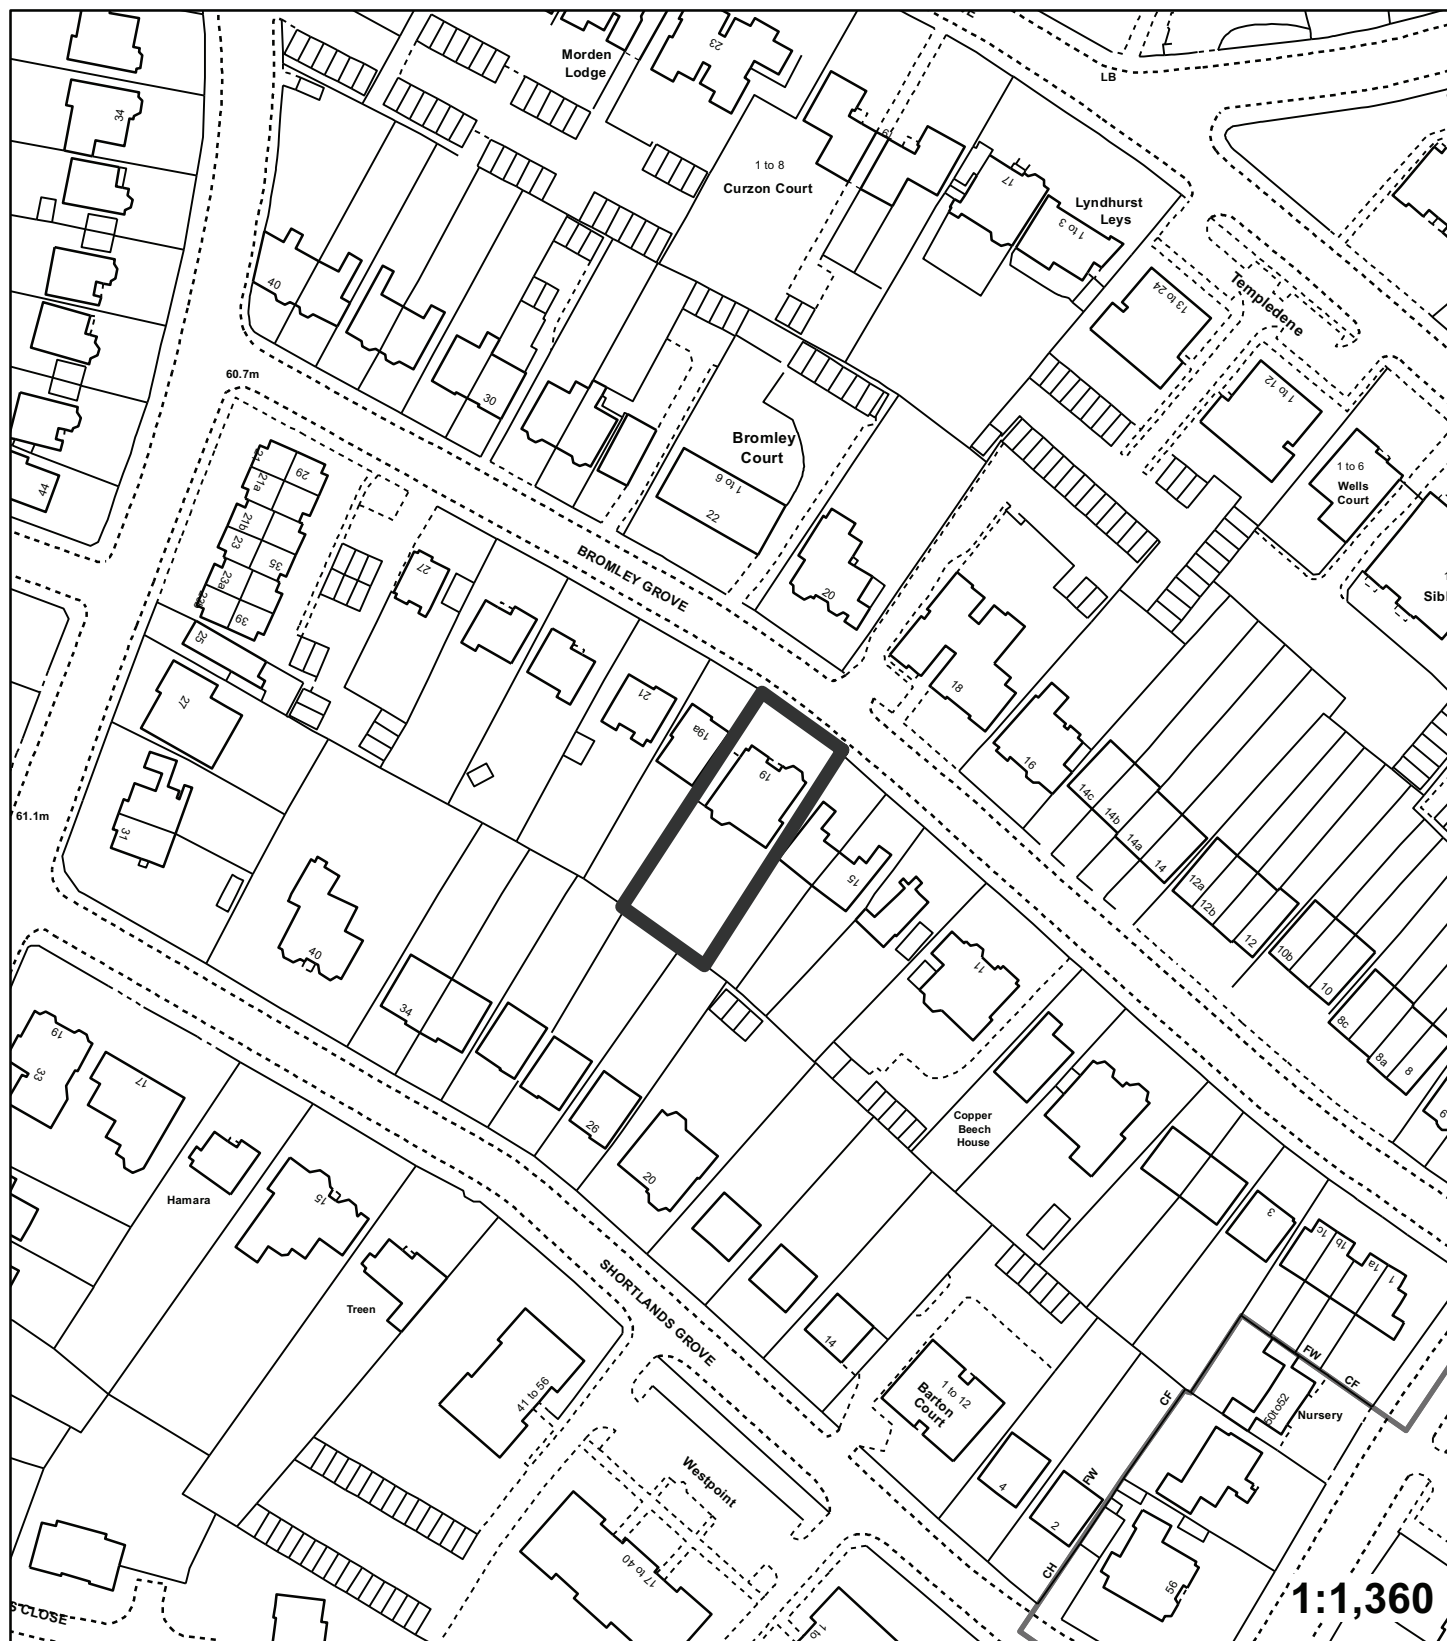 Morden
Lodge
23
LB
34
1 to 8
Curzon Court
19
17
Lyndhurst
Leys
1 to 3
40
13 to 24
Templedene
60.7m
30
1 to 12
Bromley
Court
1 to 6
22
1 to 6
Wells
Court
44
21
21a
29
21b
23
35
23a
39
25
27
BROMLEY GROVE
20
Sibl
27
18
21
19a
16
19
14c
14b
14a
14
61.1m
31
15
12a
12b
12
10b
10
40
11
34
8c
8a
8
6
19
33
17
26
Copper
Beech
House
20
Hamara
15
3
1c
1b
1a
1
Treen
SHORTLANDS GROVE
14
FW
CF
CF
41 to 56
1 to 12
Barton
Court
50to52
Nursery
Westpoint
4
FW
2
CH
17 to 40
56
S CLOSE
1:1,360